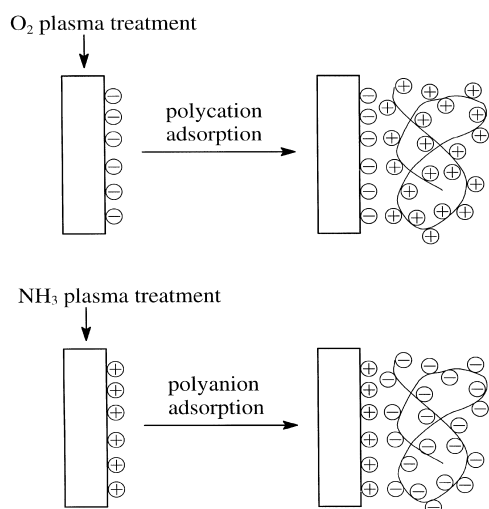 O₂ plasma treatment
polycation
adsorption
NH₃ plasma treatment
polyanion
adsorption